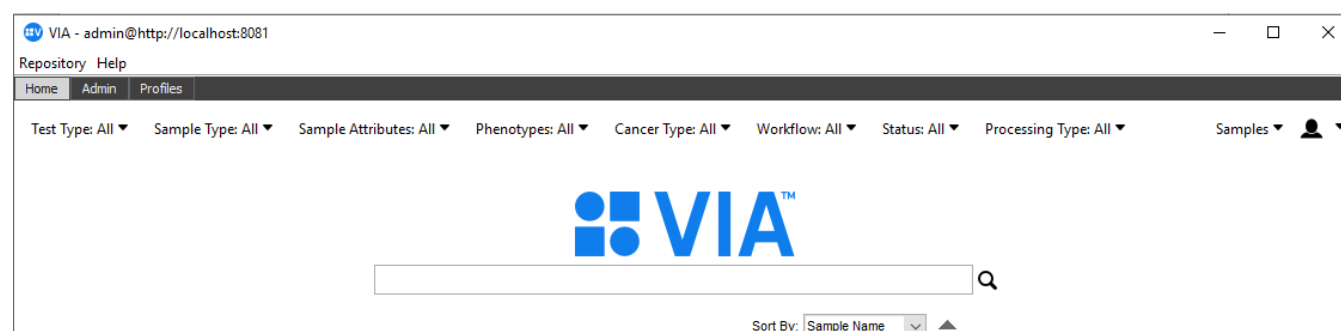 VIA - admin@http://localhost:8081
Repository Help
Home Admin Profiles
Test Type: All Sample Type: All Sample Attributes: All Phenotypes: All Cancer Type: All Workflow: All Status: All Processing Type: All Samples
VIA™
Sort By: Sample Name